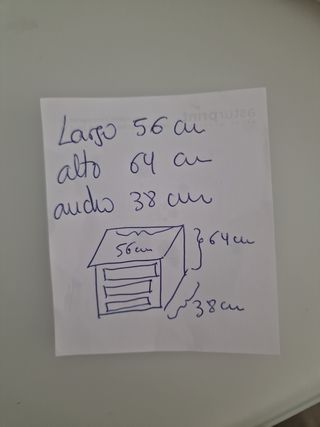 Largo 56 cm
alto 64 cm
ancho 38 cm
56 cm
64 cm
38 cm